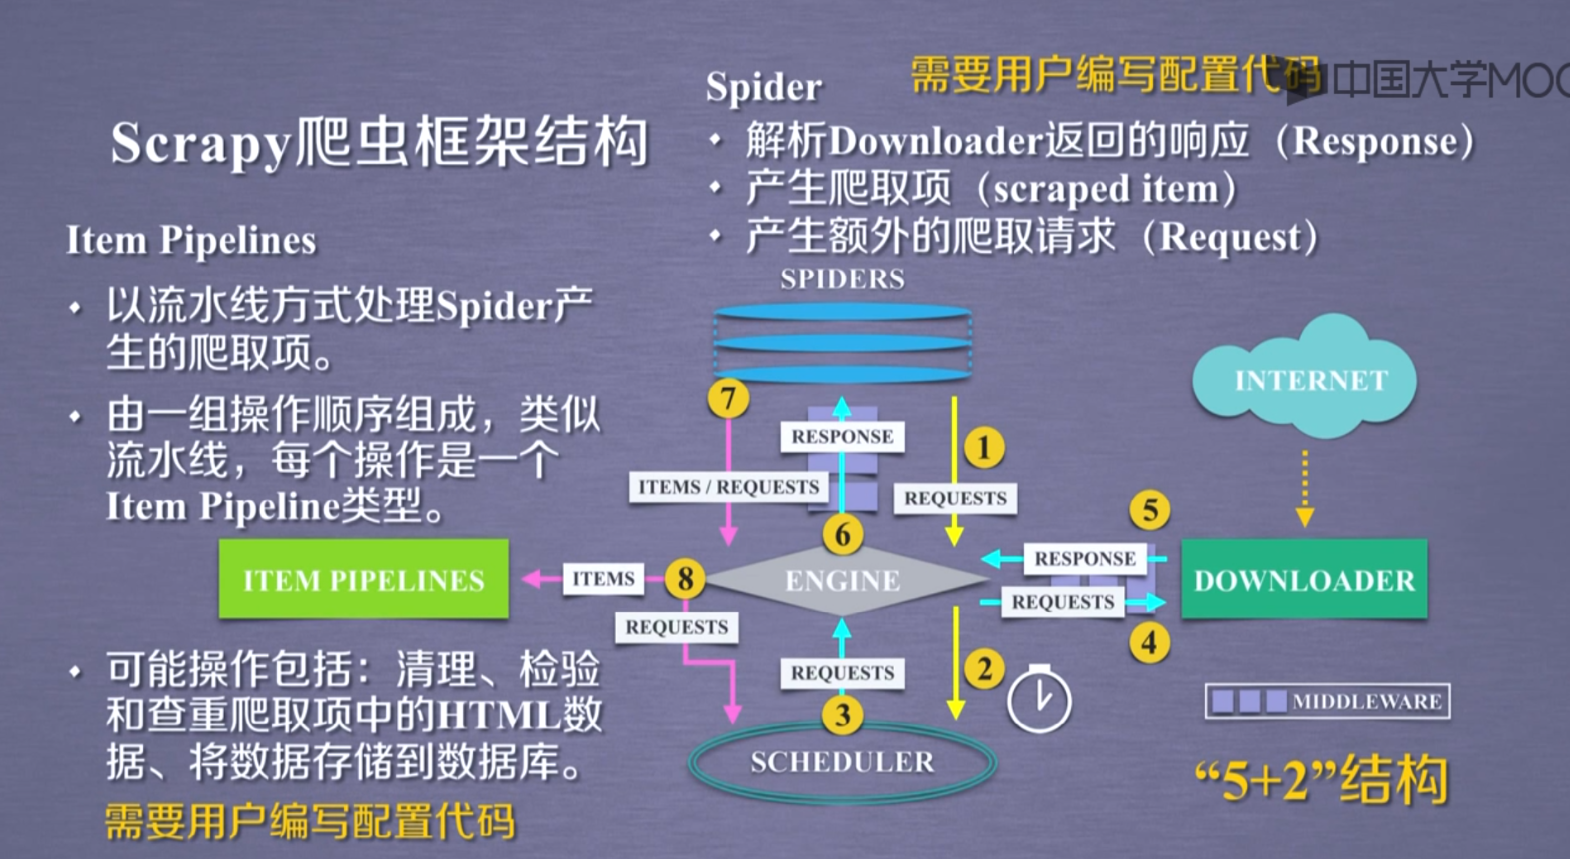 Scrapy爬虫框架结构
Spider
需要用户编写配置代码
中国大学MOO
• 解析Downloader返回的响应（Response）
• 产生爬取项（scraped item）
• 产生额外的爬取请求（Request）
Item Pipelines
• 以流水线方式处理Spider产
生的爬取项。
• 由一组操作顺序组成，类似
流水线，每个操作是一个
Item Pipeline类型。
• 可能操作包括：清理、检验
和查重爬取项中的HTML数
据、将数据存储到数据库。
需要用户编写配置代码
SPIDERS
INTERNET
7
RESPONSE
1
ITEMS / REQUESTS
REQUESTS
6
5
ITEM PIPELINES
ITEMS
8
ENGINE
RESPONSE
REQUESTS
DOWNLOADER
REQUESTS
4
REQUESTS
2
3
SCHEDULER
MIDDLEWARE
“5+2”结构